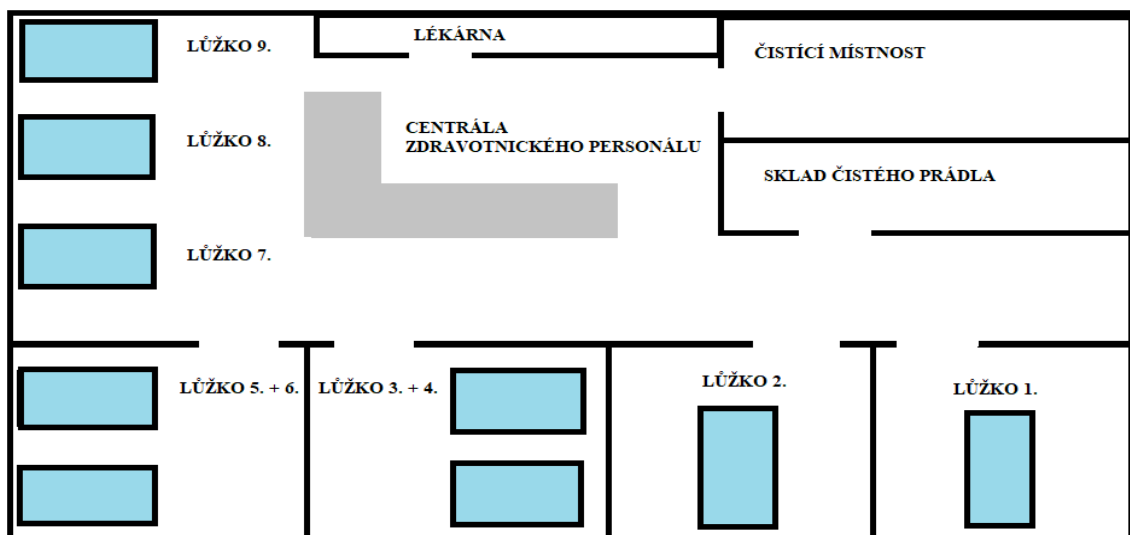 LŮŽKO 9.
LÉKÁRNA
ČISTÍCÍ MÍSTNOST
LŮŽKO 8.
CENTRÁLA
ZDRAVOTNICKÉHO PERSONÁLU
SKLAD ČISTÉHO PRÁDLA
LŮŽKO 7.
LŮŽKO 5. + 6.
LŮŽKO 3. + 4.
LŮŽKO 2.
LŮŽKO 1.